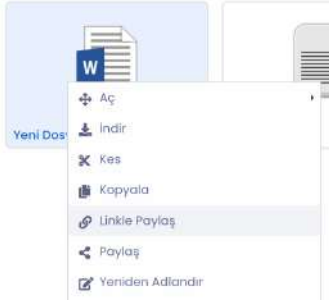 W
Aç
Yeni Dos
İndir
Kes
Kopyala
Linkle Paylaş
Paylaş
Yeniden Adlandır